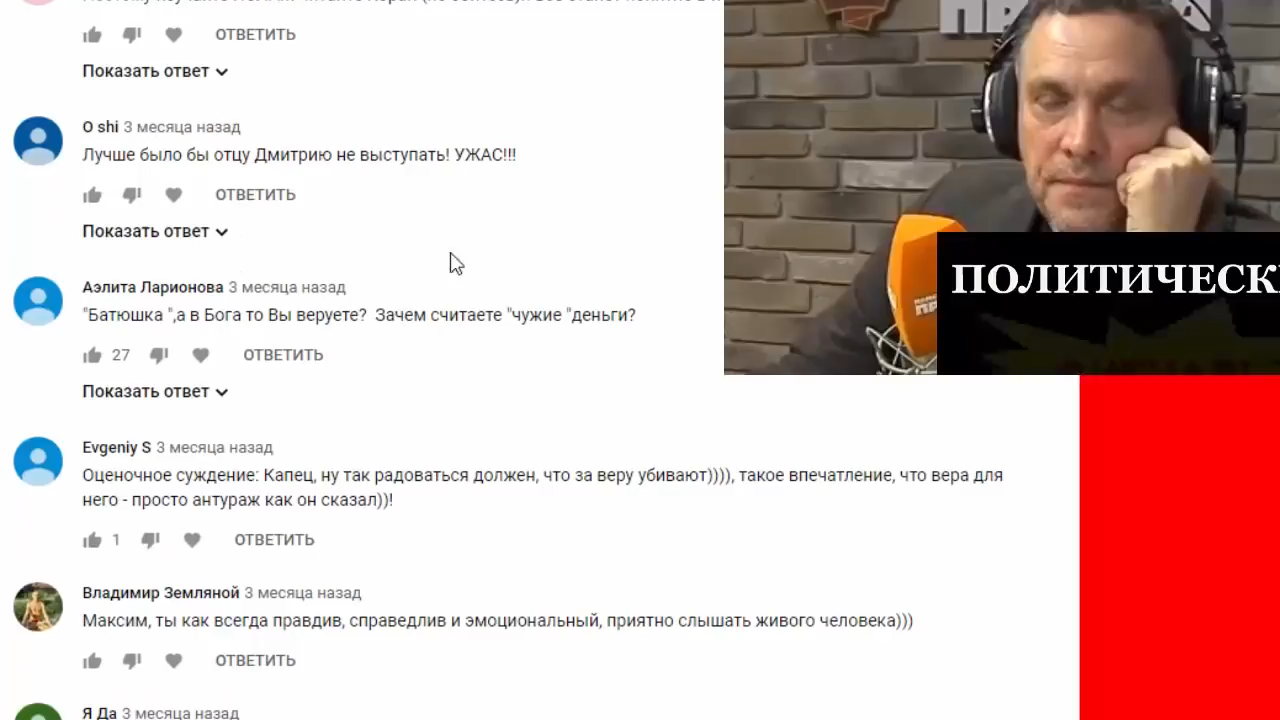 ОТВЕТИТЬ
Показать ответ
O shi 3 месяца назад
Лучше было бы отцу Дмитрию не выступать! УЖАС!!!
ОТВЕТИТЬ
Показать ответ
Аэлита Ларионова 3 месяца назад
"Батюшка ",а в Бога то Вы веруете?  Зачем считаете "чужие "деньги?
27 ОТВЕТИТЬ
Показать ответ
Evgeniy S 3 месяца назад
Оценочное суждение: Капец, ну так радоваться должен, что за веру убивают)))), такое впечатление, что вера для
него - просто антураж как он сказал))!
1 ОТВЕТИТЬ
Владимир Земляной 3 месяца назад
Максим, ты как всегда правдив, справедлив и эмоциональный, приятно слышать живого человека)))
ОТВЕТИТЬ
Я Да 3 месяца назад
ПОЛИТИЧЕСК